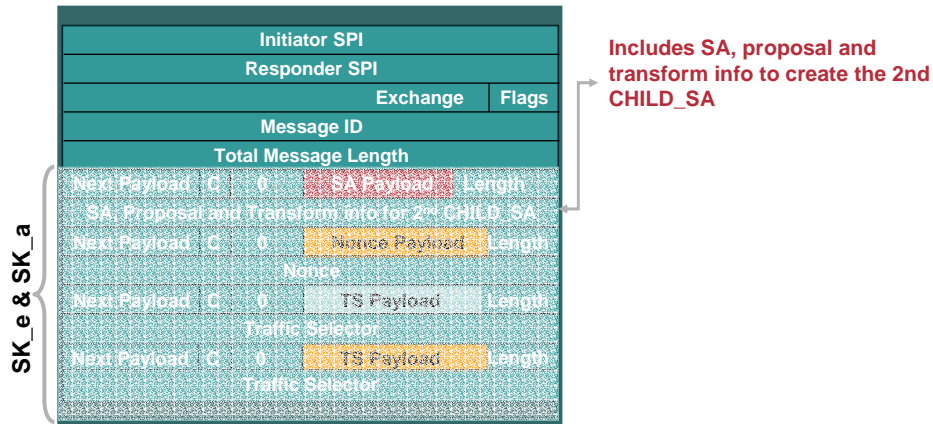 Initiator SPI
Responder SPI
Exchange Flags
Message ID
Total Message Length
Next Payload C 0 SA Payload Length
SA, Proposal and Transform info for 2nd CHILD_SA
Next Payload C 0 Nonce Payload Length
Nonce
Next Payload C 0 TS Payload Length
Traffic Selector
Next Payload C 0 TS Payload Length
Traffic Selector
SK_e & SK_a
Includes SA, proposal and
transform info to create the 2nd
CHILD_SA